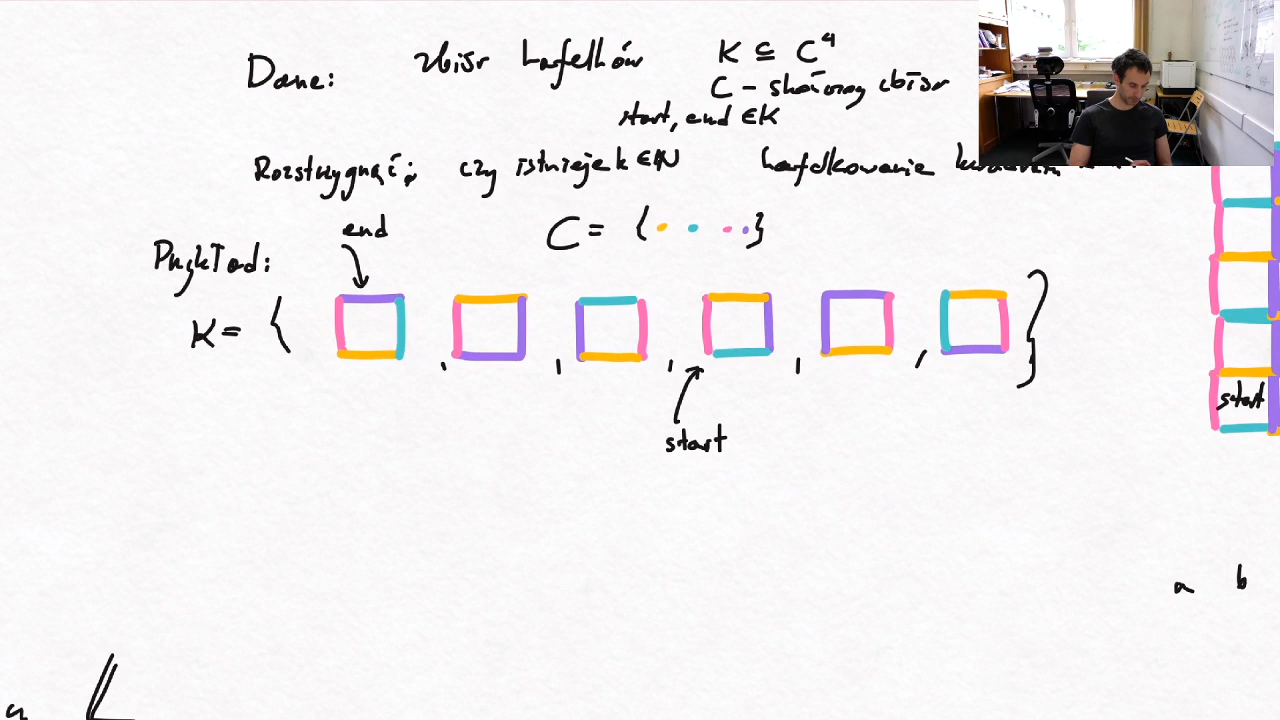 Dane: zbiór kafelków K ⊆ C⁴
C – skończony zbiór
start, end ∈ K
Rozstrzygnąć: czy istnieje k ∈ ℕ kafelkowanie
end
C = { }
Przykład:
K = { , , , , , }
start
start
a b
a